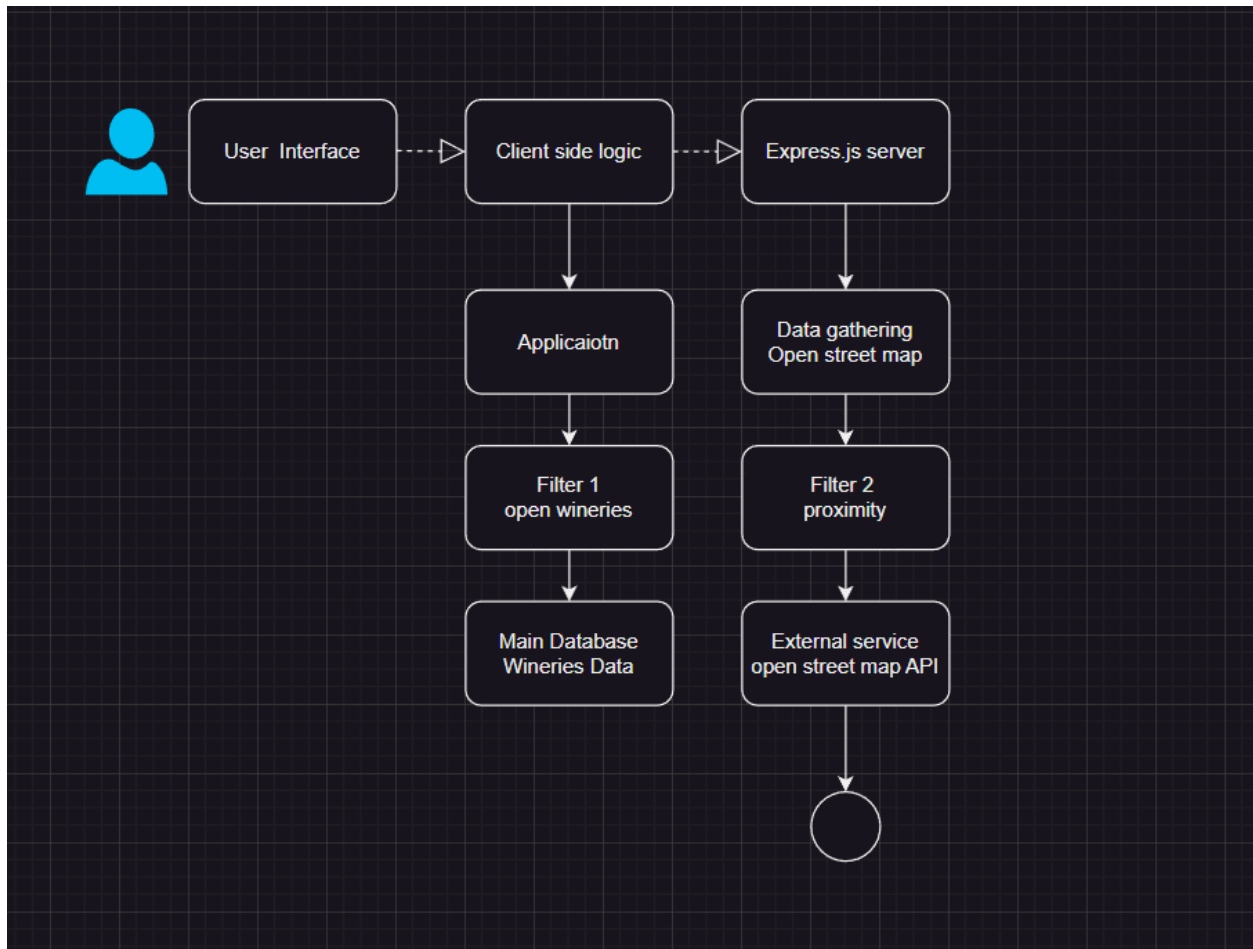 User  Interface
Client side logic
Express.js server
Applicaiotn
Data gathering
Open street map
Filter 1
open wineries
Filter 2
proximity
Main Database
Wineries Data
External service
open street map API